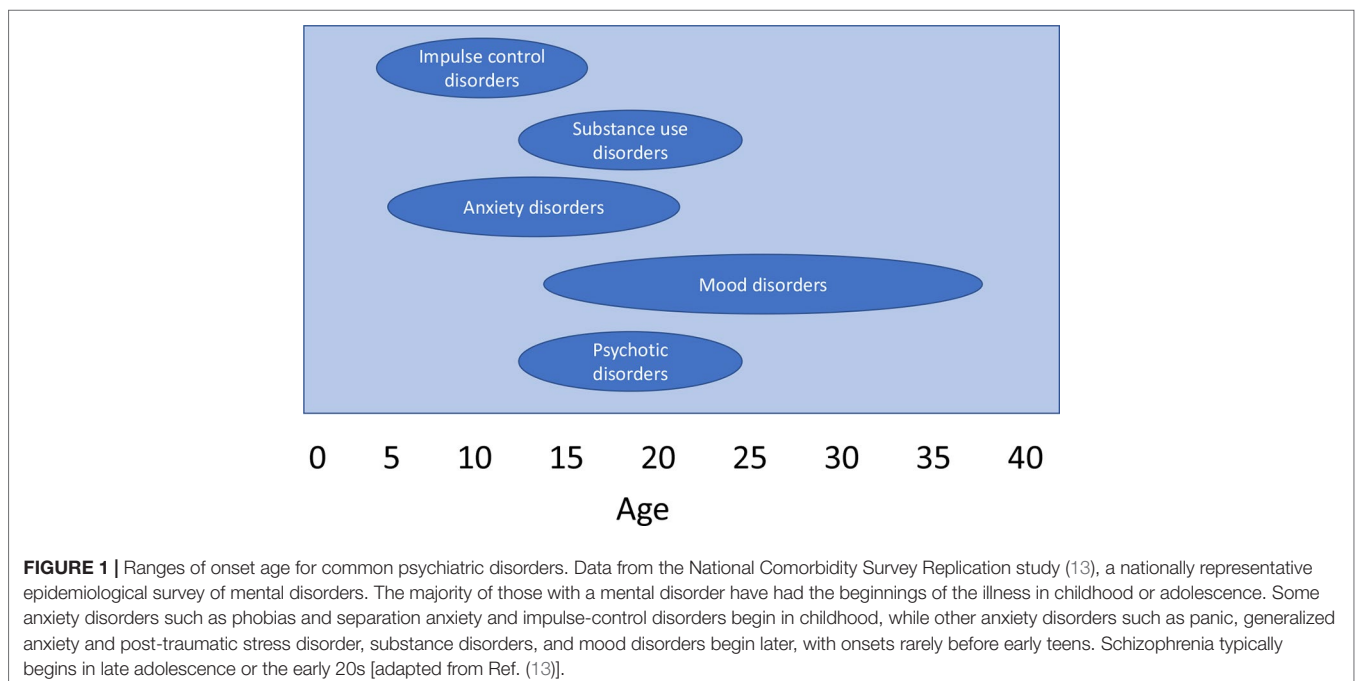 Impulse control
disorders
Substance use
disorders
Anxiety disorders
Mood disorders
Psychotic
disorders
0 5 10 15 20 25 30 35 40
Age
FIGURE 1 | Ranges of onset age for common psychiatric disorders. Data from the National Comorbidity Survey Replication study (13), a nationally representative
epidemiological survey of mental disorders. The majority of those with a mental disorder have had the beginnings of the illness in childhood or adolescence. Some
anxiety disorders such as phobias and separation anxiety and impulse-control disorders begin in childhood, while other anxiety disorders such as panic, generalized
anxiety and post-traumatic stress disorder, substance disorders, and mood disorders begin later, with onsets rarely before early teens. Schizophrenia typically
begins in late adolescence or the early 20s [adapted from Ref. (13)].